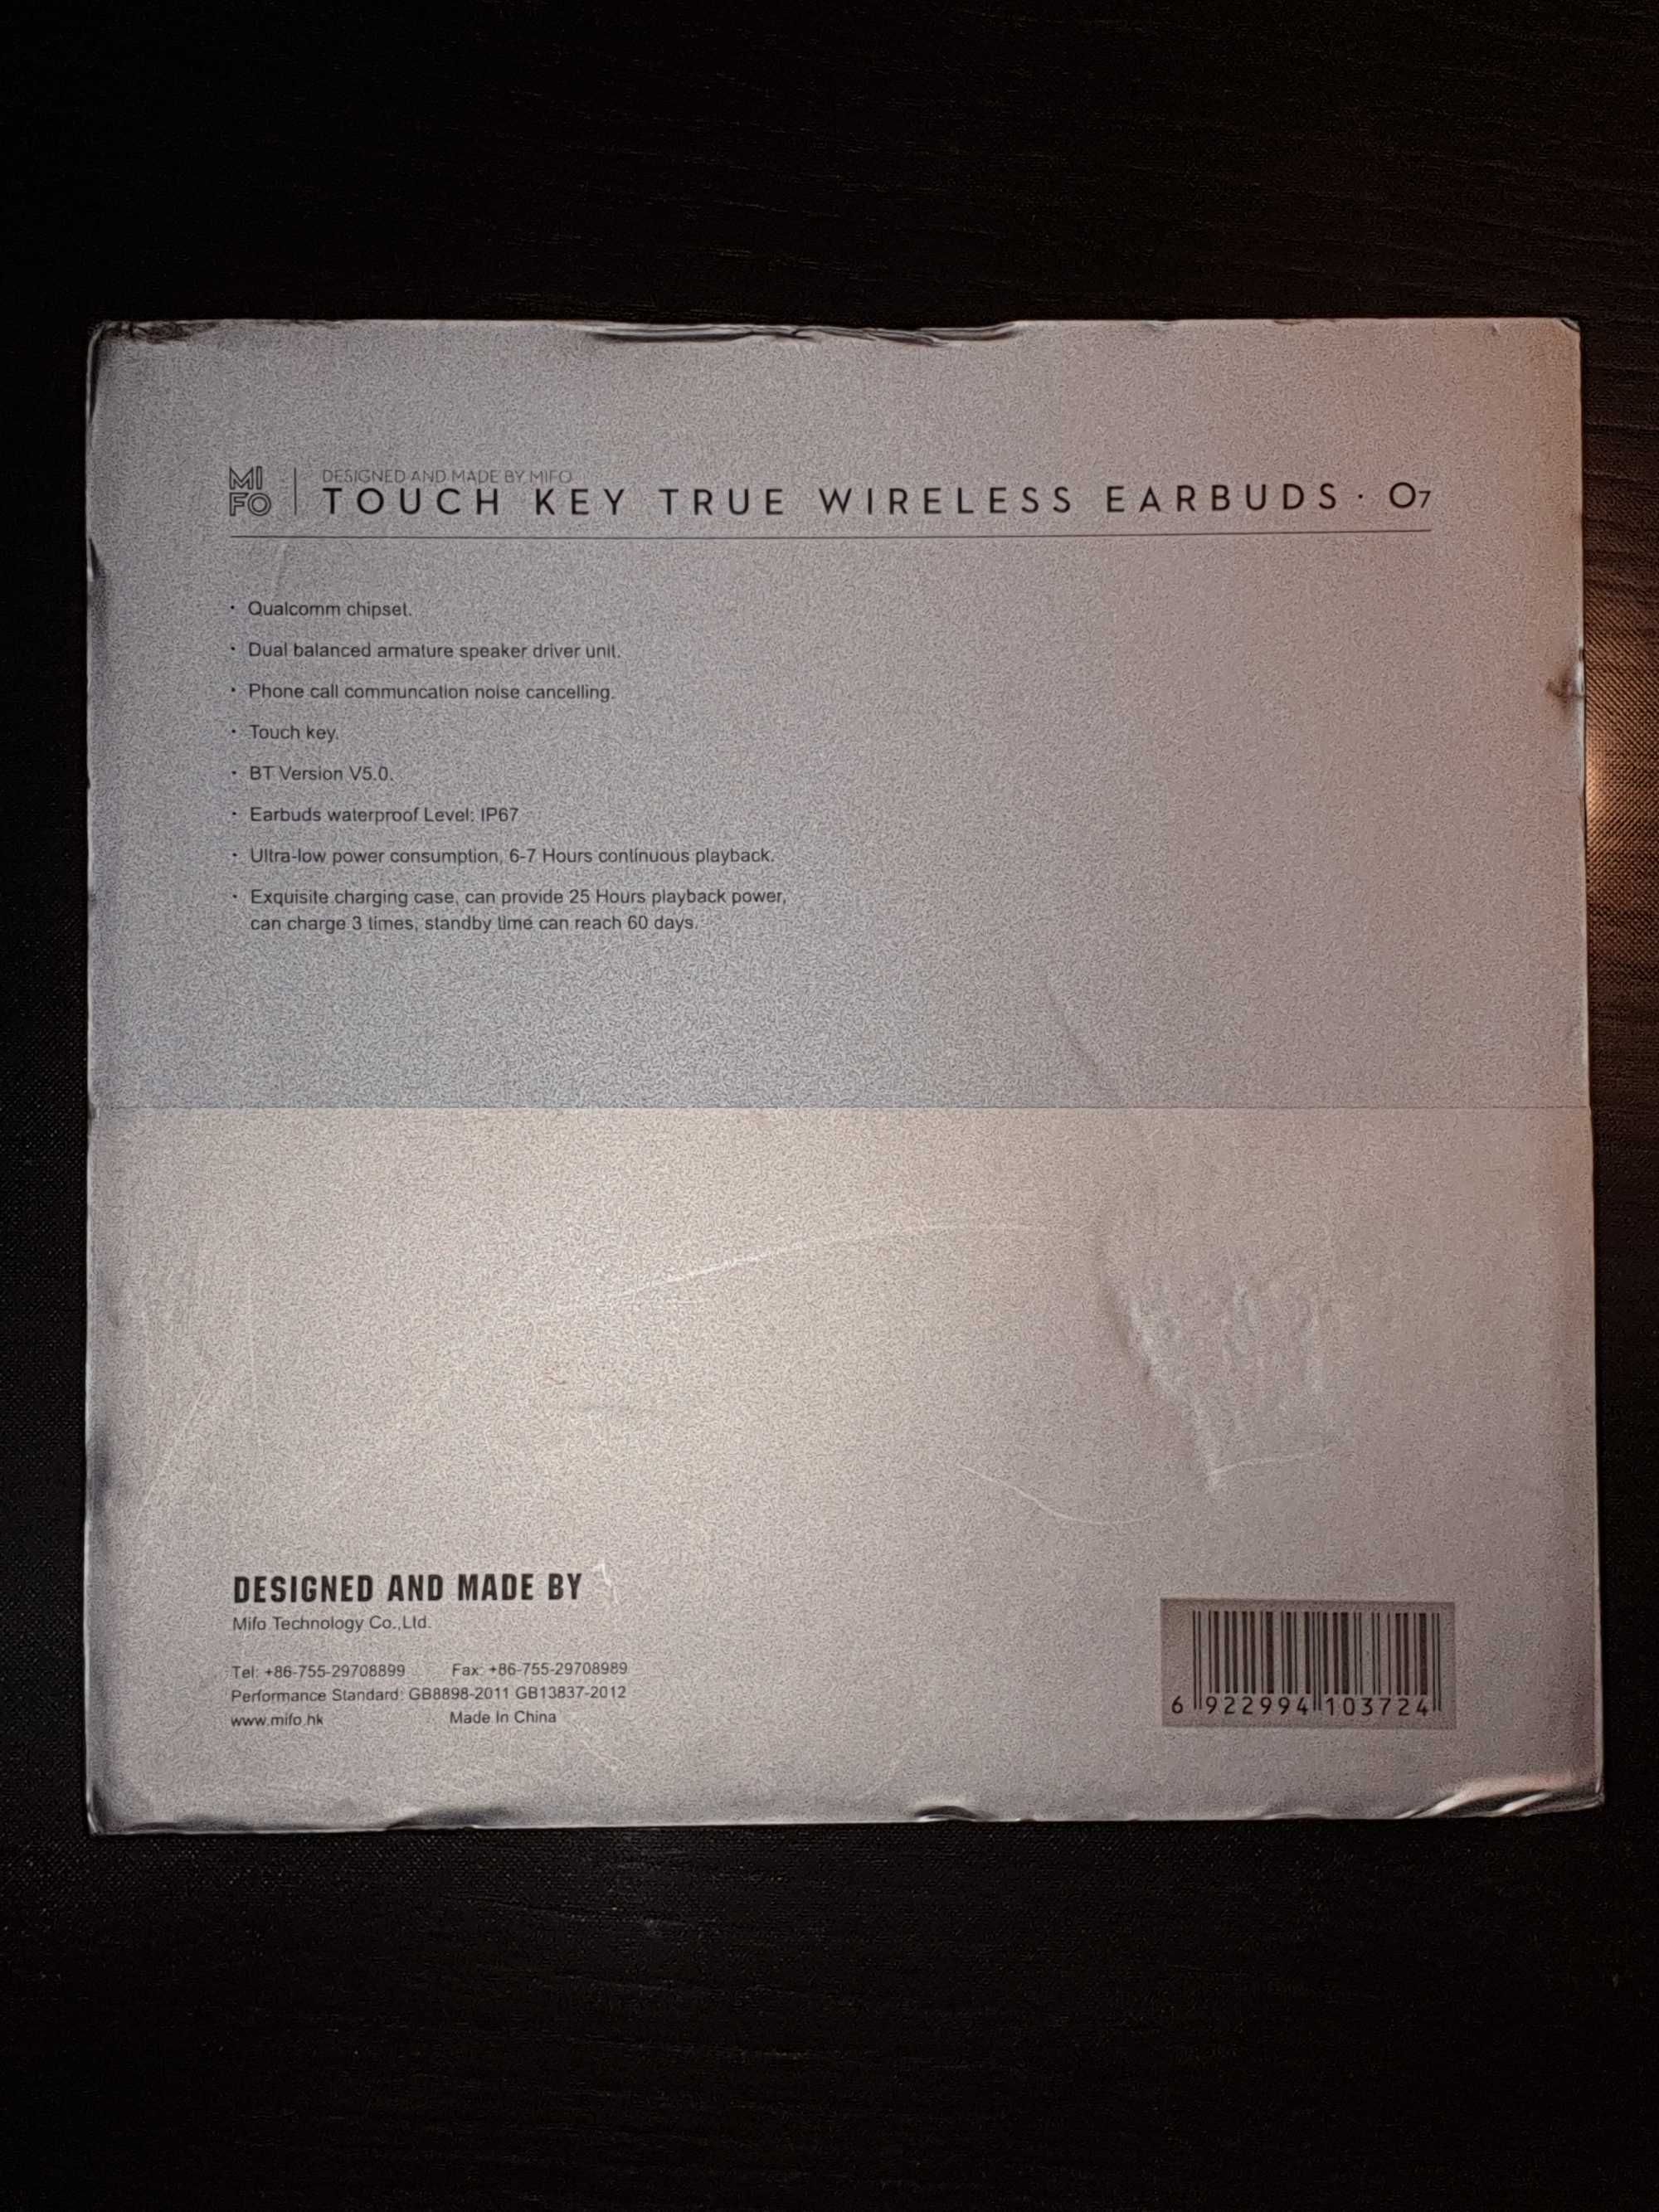 MI
FO
DESIGNED AND MADE BY MIFO
TOUCH KEY TRUE WIRELESS EARBUDS · O7
· Qualcomm chipset.
· Dual balanced armature speaker driver unit.
· Phone call communcation noise cancelling.
· Touch key.
· BT Version V5.0.
· Earbuds waterproof Level: IP67
· Ultra-low power consumption, 6-7 Hours continuous playback.
· Exquisite charging case, can provide 25 Hours playback power,
can charge 3 times, standby time can reach 60 days.
DESIGNED AND MADE BY
Mifo Technology Co.,Ltd.
Tel: +86-755-29708899 Fax: +86-755-29708989
Performance Standard: GB8898-2011 GB13837-2012
www.mifo.hk Made In China
6 922994 103724